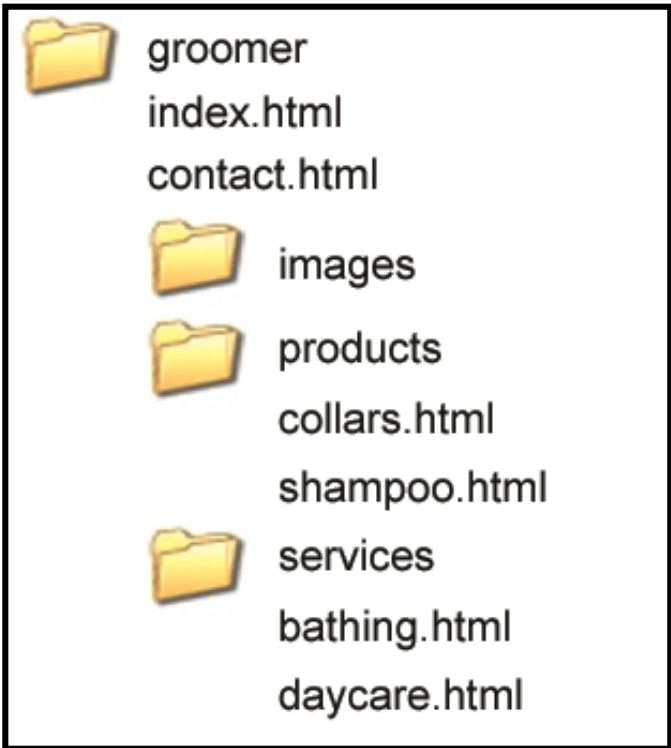 groomer
index.html
contact.html
images
products
collars.html
shampoo.html
services
bathing.html
daycare.html